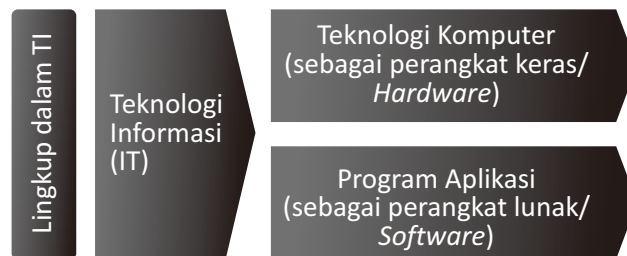 Lingkup dalam TI
Teknologi
Informasi
(IT)
Teknologi Komputer
(sebagai perangkat keras/
Hardware)
Program Aplikasi
(sebagai perangkat lunak/
Software)